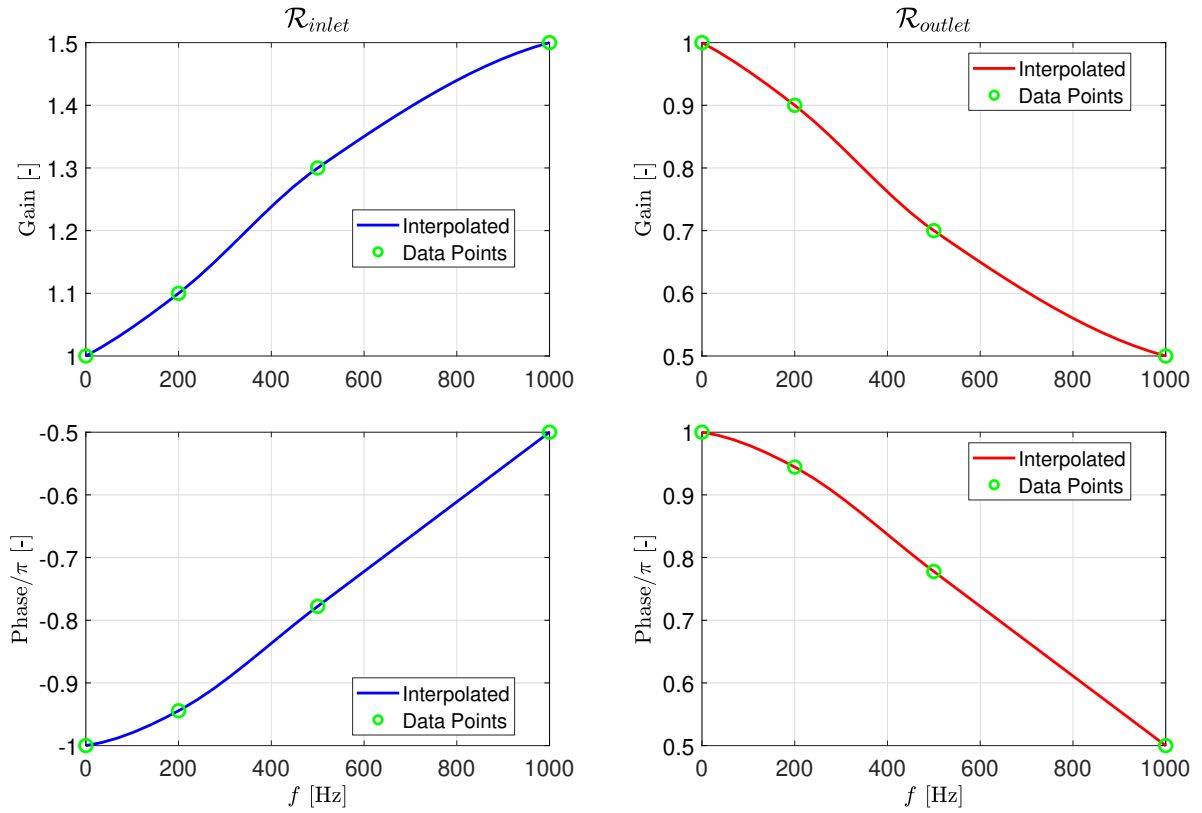 R_inlet
Gain [-]
1.5
1.4
1.3
1.2
1.1
1
0 200 400 600 800 1000
Interpolated
Data Points
R_outlet
Gain [-]
1
0.9
0.8
0.7
0.6
0.5
0 200 400 600 800 1000
Interpolated
Data Points
Phase/π [-]
-0.5
-0.6
-0.7
-0.8
-0.9
-1
0 200 400 600 800 1000
f [Hz]
Interpolated
Data Points
Phase/π [-]
1
0.9
0.8
0.7
0.6
0.5
0 200 400 600 800 1000
f [Hz]
Interpolated
Data Points